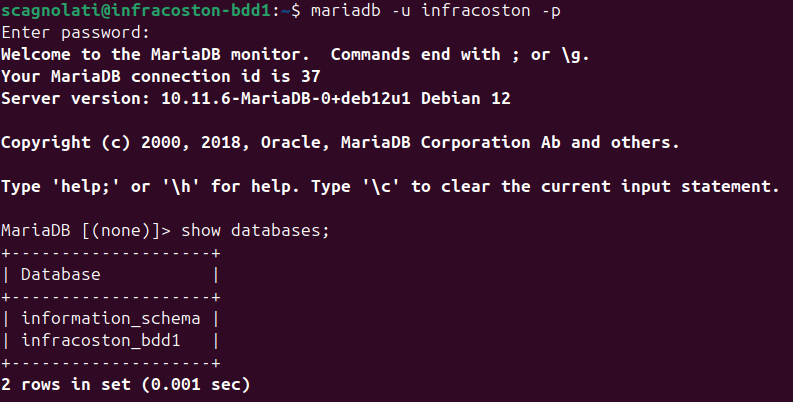 scagnolati@infracoston-bdd1:~$ mariadb -u infracoston -p
Enter password:
Welcome to the MariaDB monitor.  Commands end with ; or \g.
Your MariaDB connection id is 37
Server version: 10.11.6-MariaDB-0+deb12u1 Debian 12

Copyright (c) 2000, 2018, Oracle, MariaDB Corporation Ab and others.

Type 'help;' or '\h' for help. Type '\c' to clear the current input statement.

MariaDB [(none)]> show databases;
+--------------------+
| Database           |
+--------------------+
| information_schema |
| infracoston_bdd1   |
+--------------------+
2 rows in set (0.001 sec)